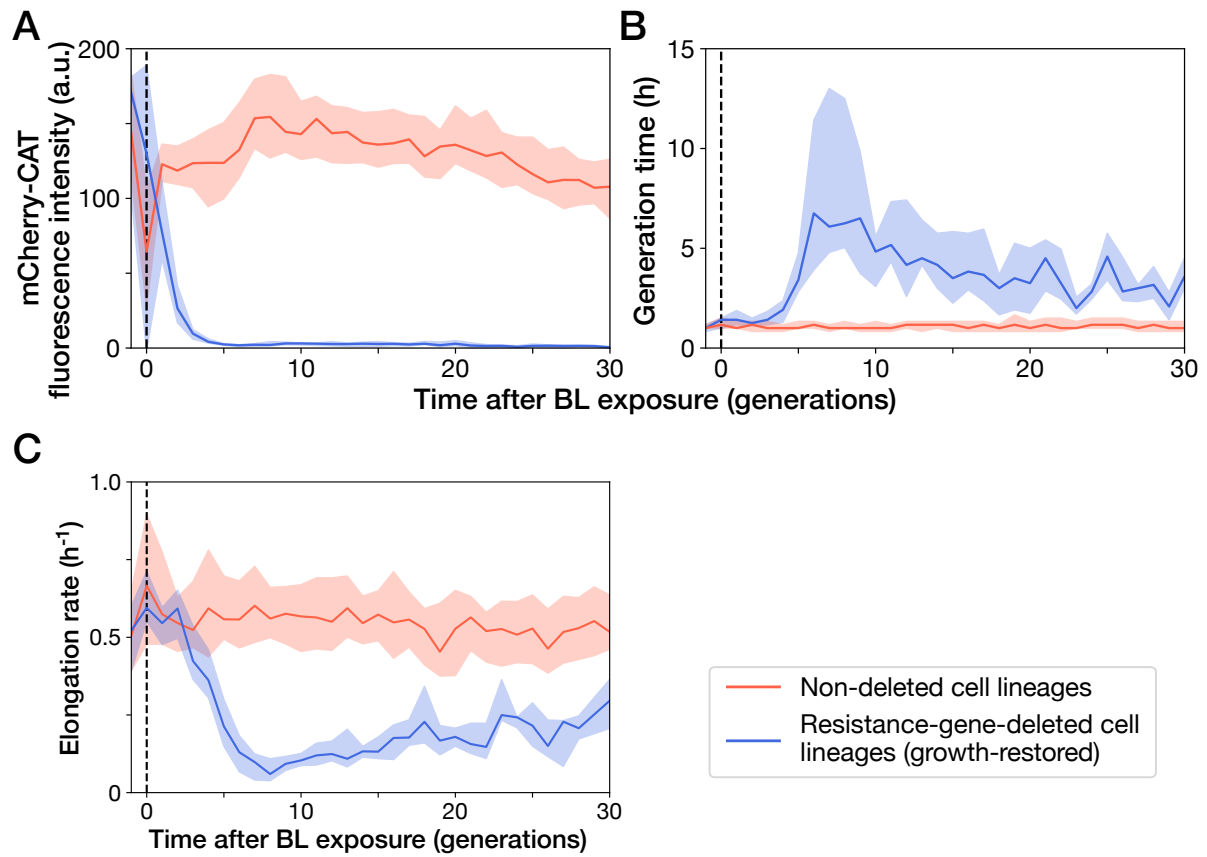 A
mCherry-CAT
fluorescence intensity (a.u.)
200
100
0
0
10
20
30
B
Generation time (h)
15
10
5
0
0
10
20
30
Time after BL exposure (generations)
C
Elongation rate (h⁻¹)
1.0
0.5
0
0
10
20
30
Time after BL exposure (generations)
Non-deleted cell lineages
Resistance-gene-deleted cell
lineages (growth-restored)